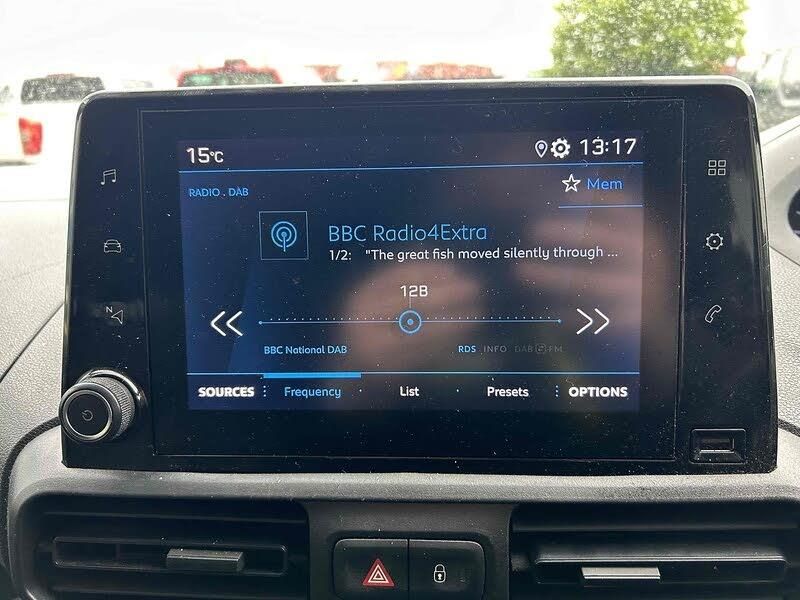 15°C 13:17
RADIO . DAB Mem
BBC Radio4Extra
1/2: "The great fish moved silently through ...
12B
BBC National DAB RDS INFO DAB FM
SOURCES Frequency List Presets OPTIONS
N